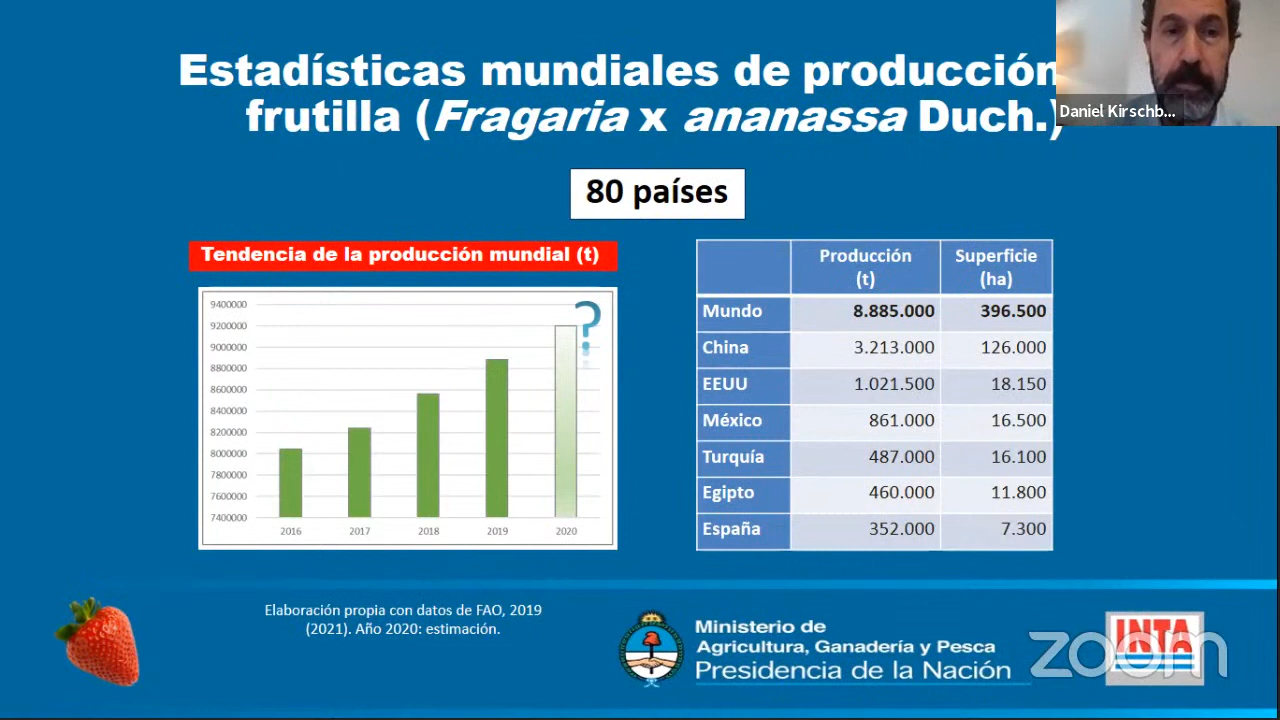 Estadísticas mundiales de producción
frutilla (Fragaria x ananassa Duch.)
Daniel Kirschb...
80 países
Tendencia de la producción mundial (t)
9400000
9200000
9000000
8800000
8600000
8400000
8200000
8000000
7800000
7600000
7400000
2016 2017 2018 2019 2020
?
Producción (t) Superficie (ha)
Mundo 8.885.000 396.500
China 3.213.000 126.000
EEUU 1.021.500 18.150
México 861.000 16.500
Turquía 487.000 16.100
Egipto 460.000 11.800
España 352.000 7.300
Elaboración propia con datos de FAO, 2019
(2021). Año 2020: estimación.
Ministerio de
Agricultura, Ganadería y Pesca
Presidencia de la Nación
INTA
zoom